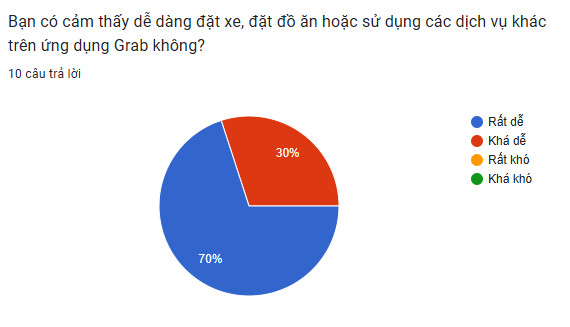 Bạn có cảm thấy dễ dàng đặt xe, đặt đồ ăn hoặc sử dụng các dịch vụ khác
trên ứng dụng Grab không?
10 câu trả lời
30%
70%
Rất dễ
Khá dễ
Rất khó
Khá khó